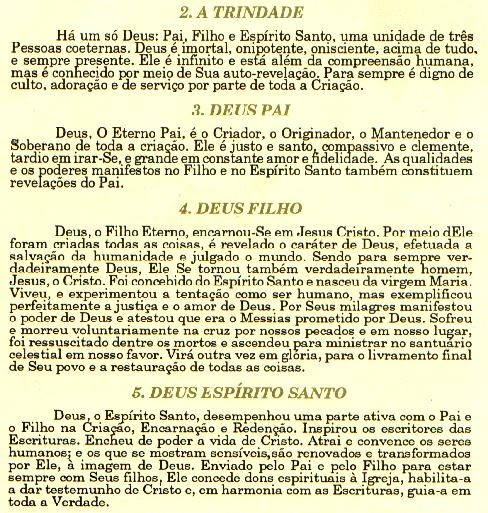 2. A TRINDADE
Há um só Deus: Pai, Filho e Espírito Santo, uma unidade de três
Pessoas coeternas. Deus é imortal, onipotente, onisciente, acima de tudo,
e sempre presente. Ele é infinito e está além da compreensão humana,
mas é conhecido por meio de Sua auto-revelação. Para sempre é digno de
culto, adoração e de serviço por parte de toda a Criação.
3. DEUS PAI
Deus, O Eterno Pai, é o Criador, o Originador, o Mantenedor e o
Soberano de toda a criação. Ele é justo e santo, compassivo e clemente,
tardio em irar-Se, e grande em constante amor e fidelidade. As qualidades
e os poderes manifestos no Filho e no Espírito Santo também constituem
revelações do Pai.
4. DEUS FILHO
Deus, o Filho Eterno, encarnou-Se em Jesus Cristo. Por meio dEle
foram criadas todas as coisas, é revelado o caráter de Deus, efetuada a
salvação da humanidade e julgado o mundo. Sendo para sempre ver-
dadeiramente Deus, Ele Se tornou também verdadeiramente homem,
Jesus, o Cristo. Foi concebido do Espírito Santo e nasceu da virgem Maria.
Viveu, e experimentou a tentação como ser humano, mas exemplificou
perfeitamente a justiça e o amor de Deus. Por Seus milagres manifestou
o poder de Deus e atestou que era o Messias prometido por Deus. Sofreu
e morreu voluntariamente na cruz por nossos pecados e em nosso lugar,
foi ressuscitado dentre os mortos e ascendeu para ministrar no santuário
celestial em nosso favor. Virá outra vez em glória, para o livramento final
de Seu povo e a restauração de todas as coisas.
5. DEUS ESPÍRITO SANTO
Deus, o Espírito Santo, desempenhou uma parte ativa com o Pai e
o Filho na Criação, Encarnação e Redenção. Inspirou os escritores das
Escrituras. Encheu de poder a vida de Cristo. Atrai e convence os seres
humanos; e os que se mostram sensíveis, são renovados e transformados
por Ele, à imagem de Deus. Enviado pelo Pai e pelo Filho para estar
sempre com Seus filhos, Ele concede dons espirituais à Igreja, habilita-a
a dar testemunho de Cristo e, em harmonia com as Escrituras, guia-a em
toda a Verdade.